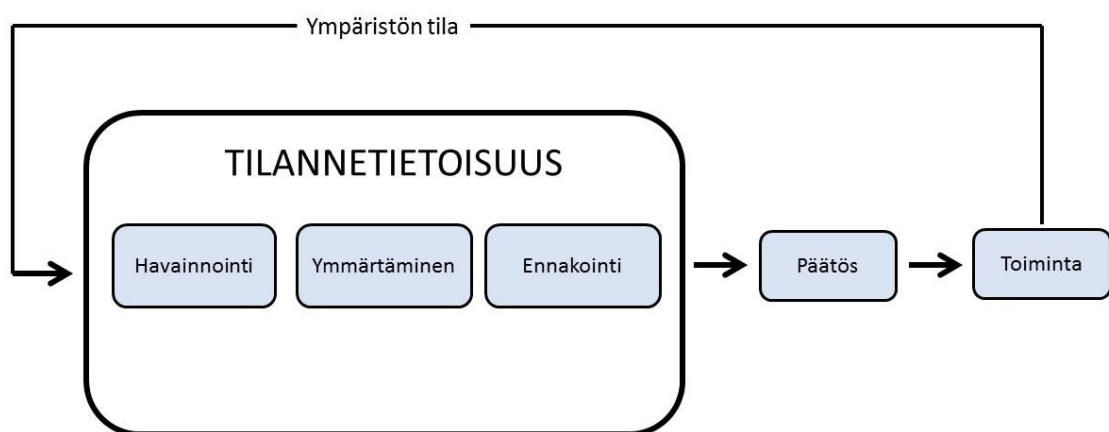 Ympäristön tila
TILANNETIETOISUUS
Havainnointi
Ymmärtäminen
Ennakointi
Päätös
Toiminta